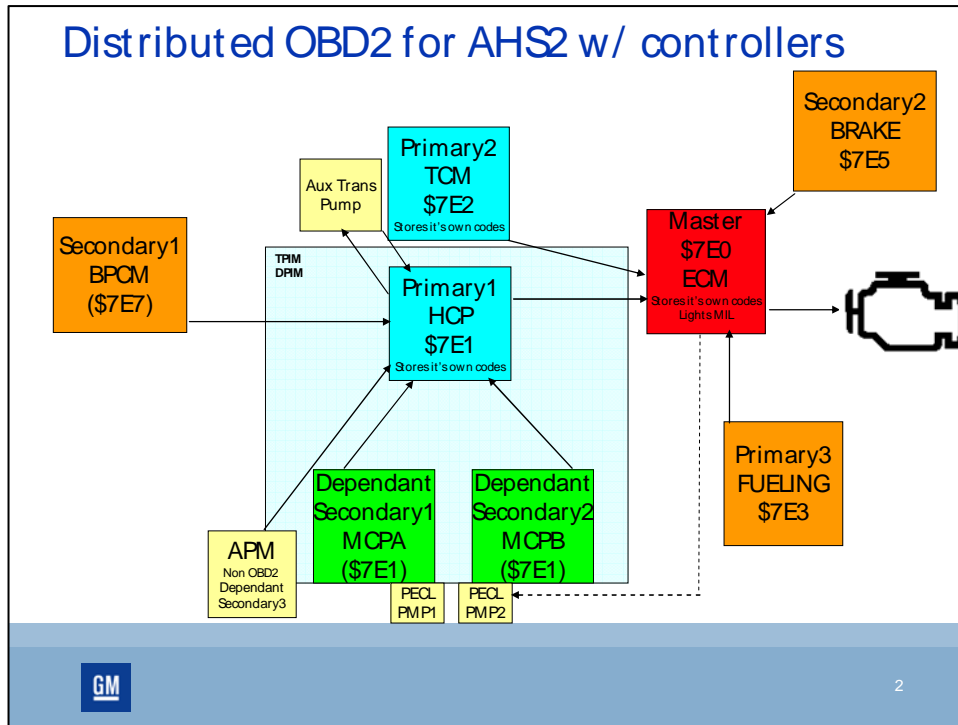 Distributed OBD2 for AHS2 w/ controllers
Secondary2
BRAKE
$7E5
Primary2
TCM
$7E2
Stores it's own codes
Aux Trans
Pump
Master
$7E0
ECM
Stores it's own codes
Lights MIL
Secondary1
BPCM
($7E7)
TPIM
DPIM
Primary1
HCP
$7E1
Stores it's own codes
Primary3
FUELING
$7E3
Dependant
Secondary1
MCPA
($7E1)
Dependant
Secondary2
MCPB
($7E1)
APM
Non OBD2
Dependant
Secondary3
PECL
PMP1
PECL
PMP2
GM
2